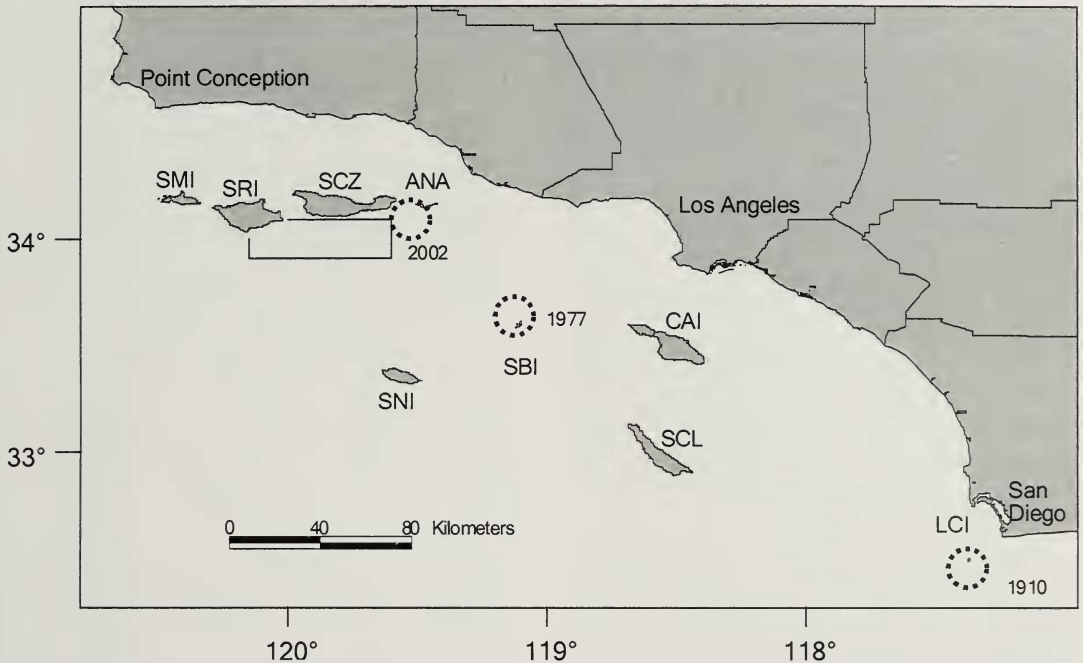 Point Conception
SMI
SRI
SCZ
ANA
Los Angeles
34°
2002
1977
CAI
SBI
SNI
SCL
33°
San
Diego
LCI
0 40 80 Kilometers
1910
120° 119° 118°